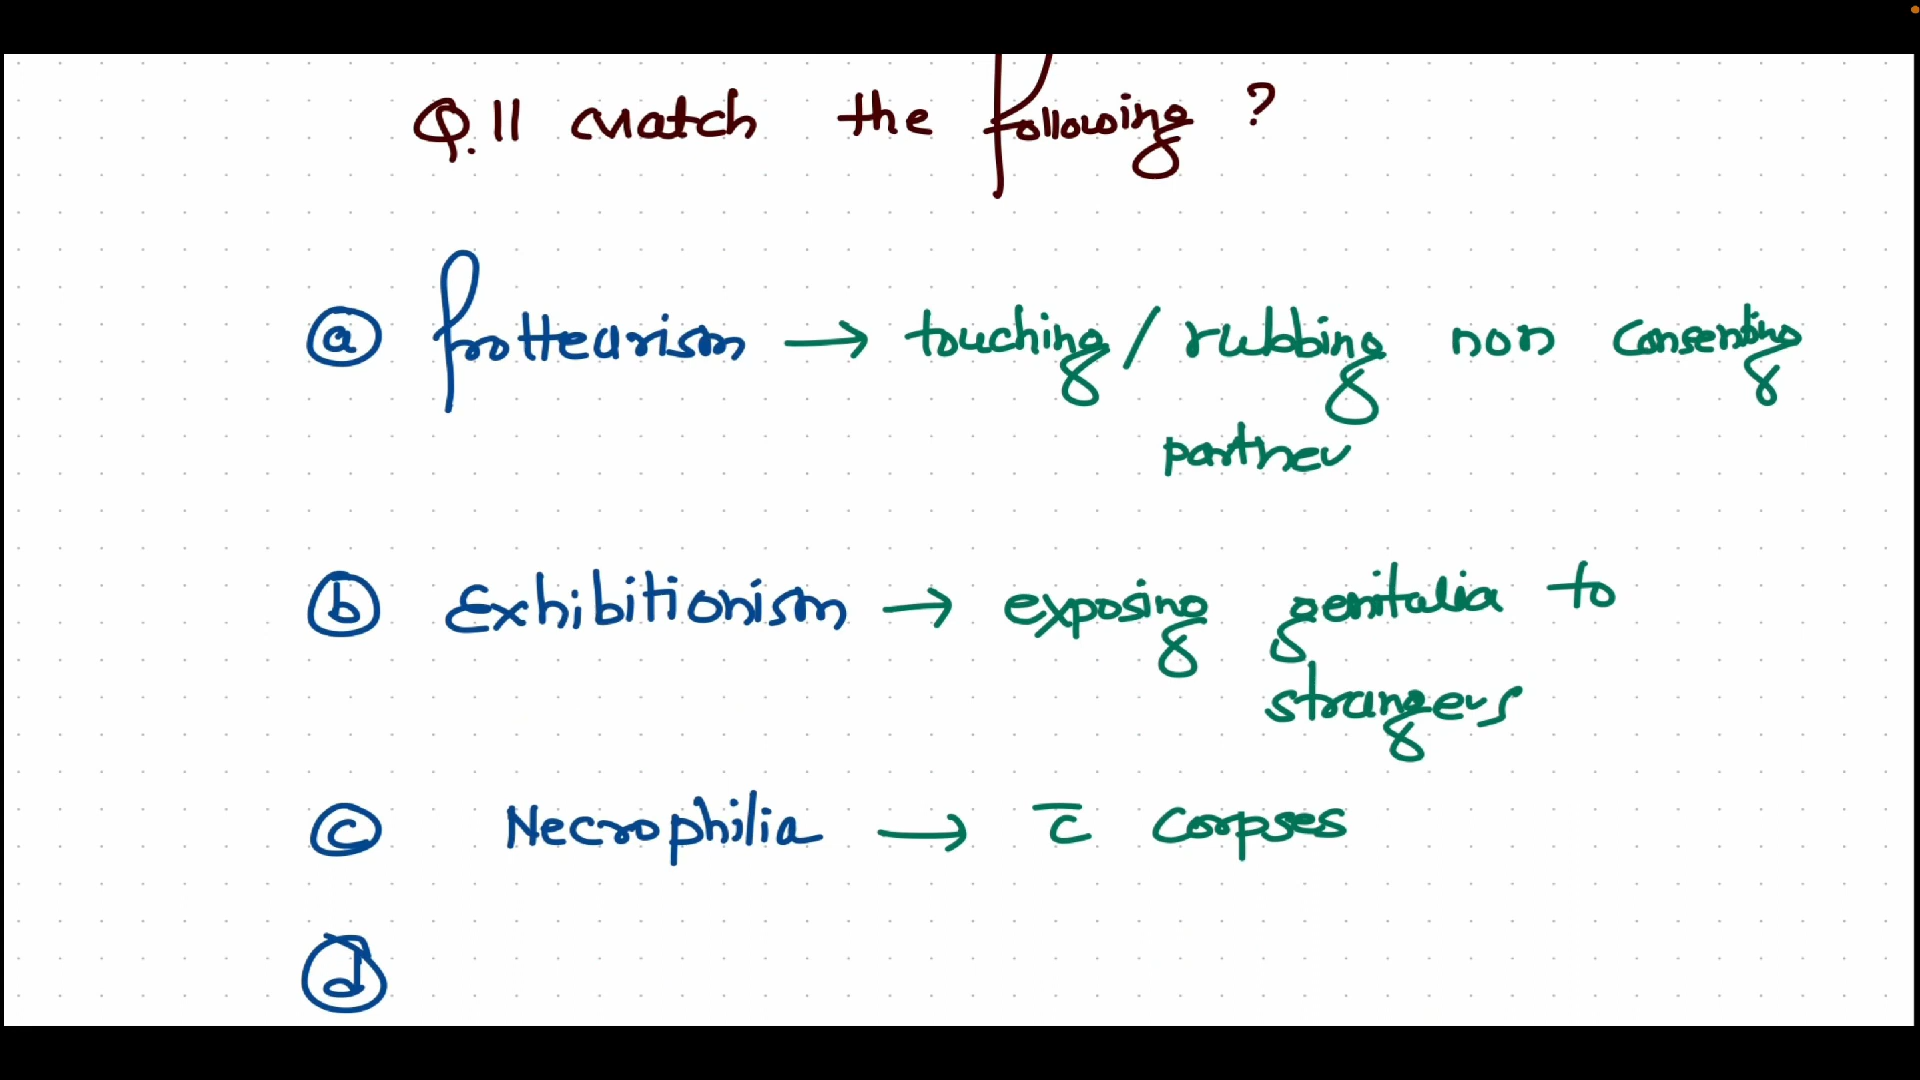 Q.11 Match the following ?
ⓐ frotteurism → touching / rubbing non consenting
partner
ⓑ Exhibitionism → exposing genitalia to
strangers
ⓒ Necrophilia → c̅ corpses
ⓓ